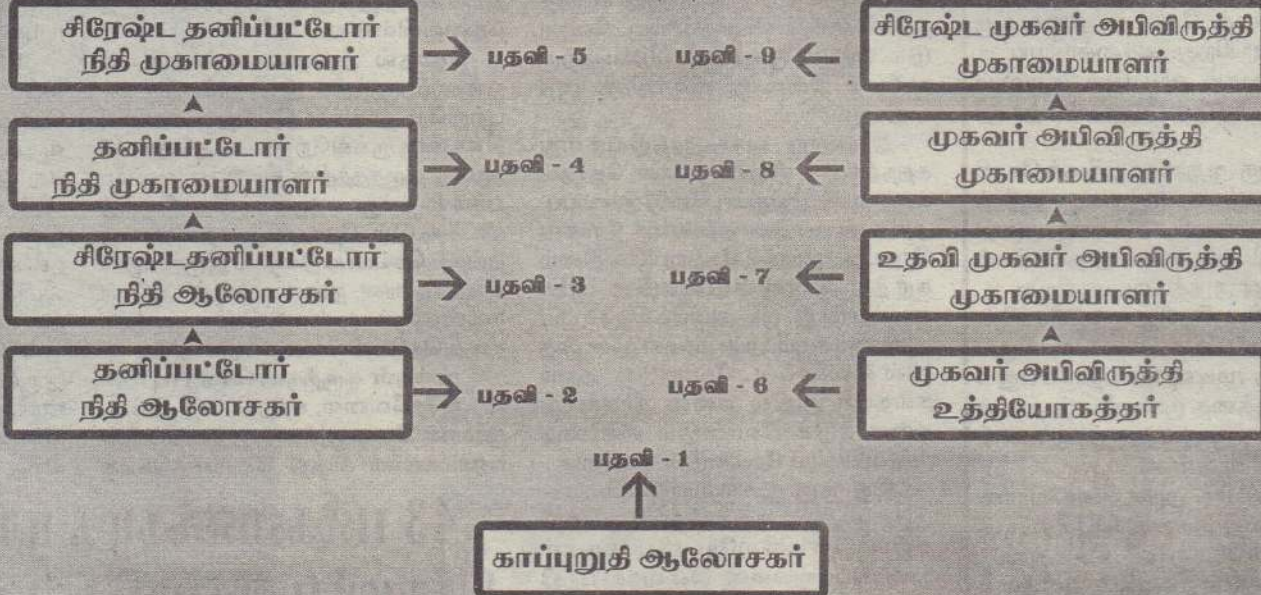 சிரேஷ்ட தனிப்பட்டோர்
நிதி முகாமையாளர்
பதவி - 5
பதவி - 9
சிரேஷ்ட முகவர் அபிவிருத்தி
முகாமையாளர்
தனிப்பட்டோர்
நிதி முகாமையாளர்
பதவி - 4
பதவி - 8
முகவர் அபிவிருத்தி
முகாமையாளர்
சிரேஷ்டதனிப்பட்டோர்
நிதி ஆலோசகர்
பதவி - 3
பதவி - 7
உதவி முகவர் அபிவிருத்தி
முகாமையாளர்
தனிப்பட்டோர்
நிதி ஆலோசகர்
பதவி - 2
பதவி - 6
முகவர் அபிவிருத்தி
உத்தியோகத்தர்
பதவி - 1
காப்புறுதி ஆலோசகர்